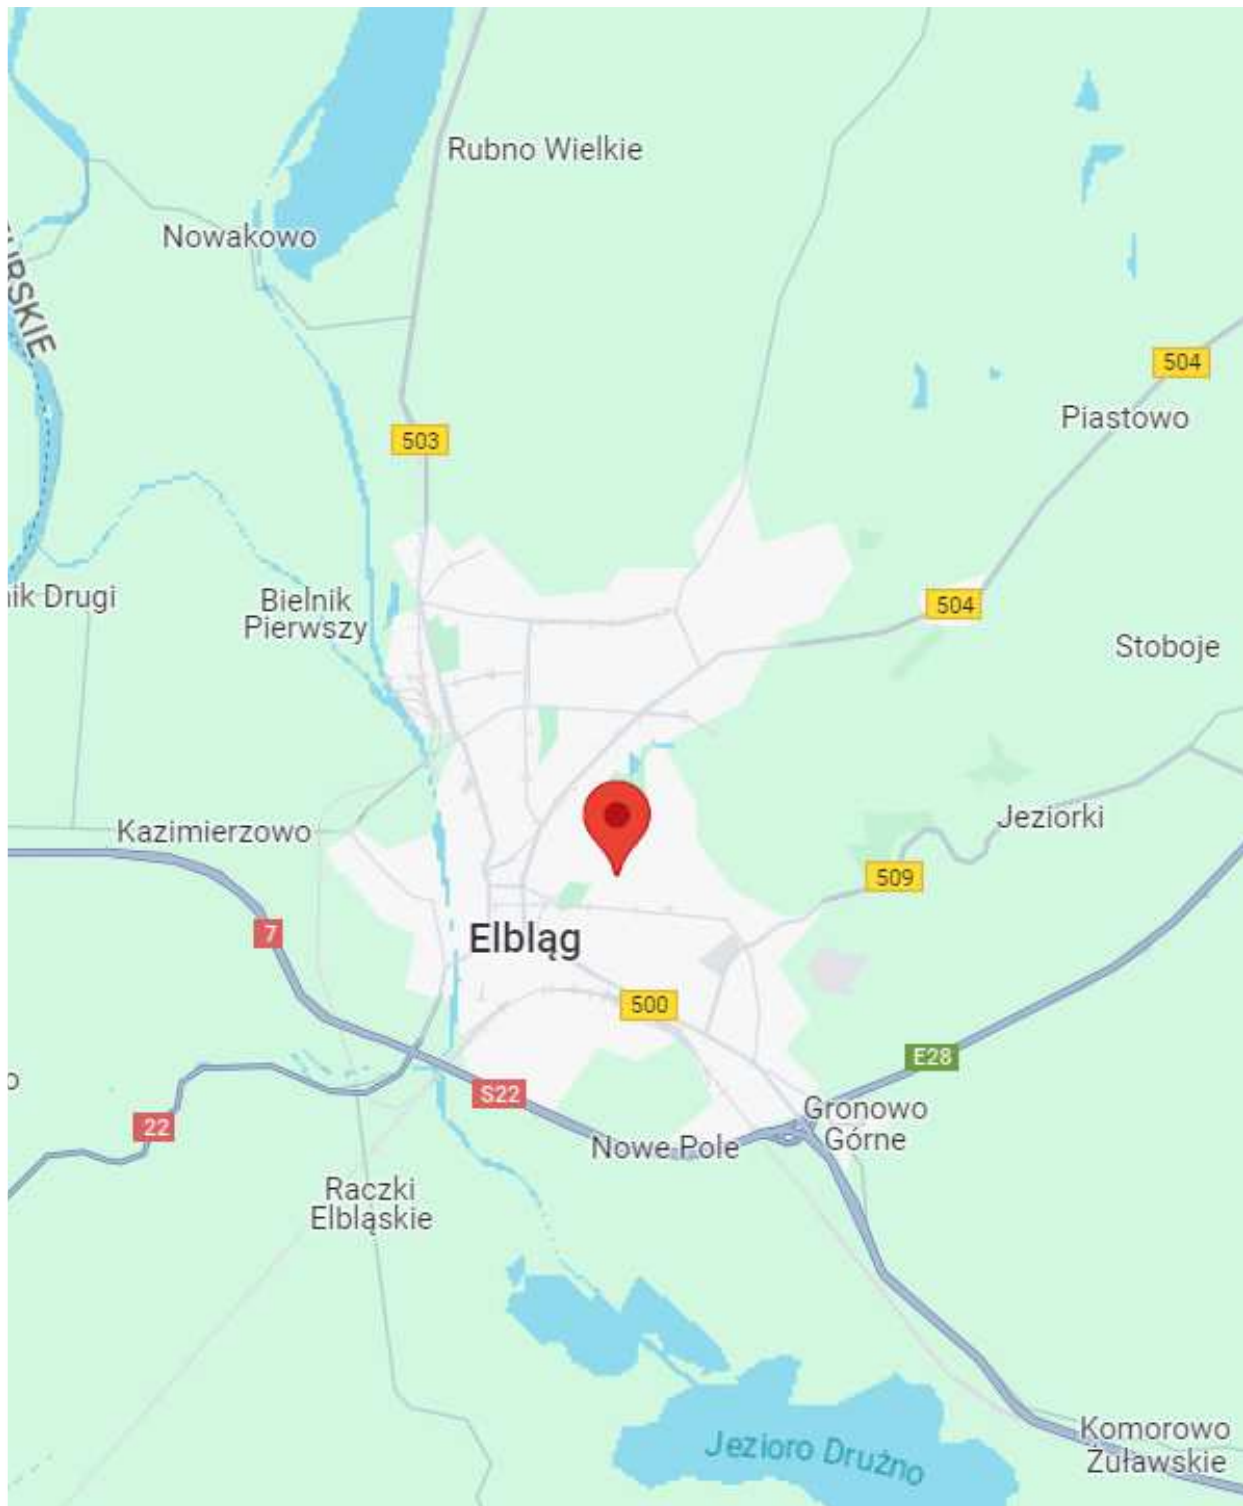 Rubno Wielkie
Nowakowo
504
Piastowo
503
Bielnik
Pierwszy
504
Stoboje
Kazimierzowo
Jeziorki
509
7
Elbląg
500
E28
S22
22
Gronowo
Górne
Nowe Pole
Raczki
Elbląskie
Jezioro Drużno
Komorowo
Żuławskie